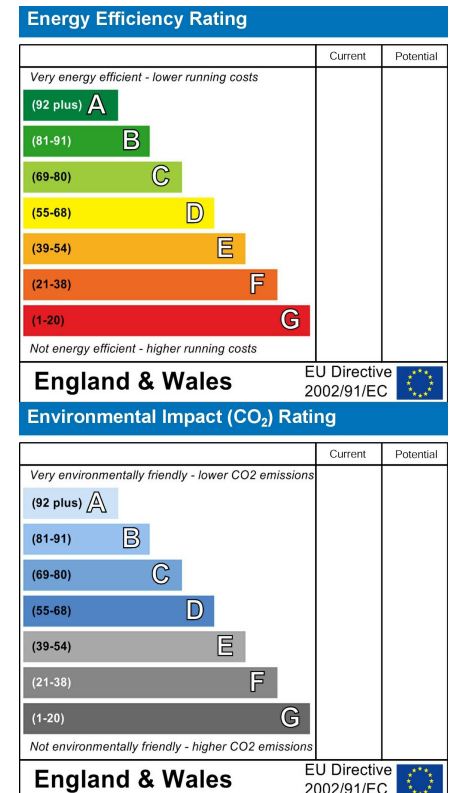 Energy Efficiency Rating
Current Potential
Very energy efficient - lower running costs
(92 plus) A
(81-91) B
(69-80) C
(55-68) D
(39-54) E
(21-38) F
(1-20) G
Not energy efficient - higher running costs
England & Wales
EU Directive
2002/91/EC
Environmental Impact (CO₂) Rating
Current Potential
Very environmentally friendly - lower CO2 emissions
(92 plus) A
(81-91) B
(69-80) C
(55-68) D
(39-54) E
(21-38) F
(1-20) G
Not environmentally friendly - higher CO2 emissions
England & Wales
EU Directive
2002/91/EC